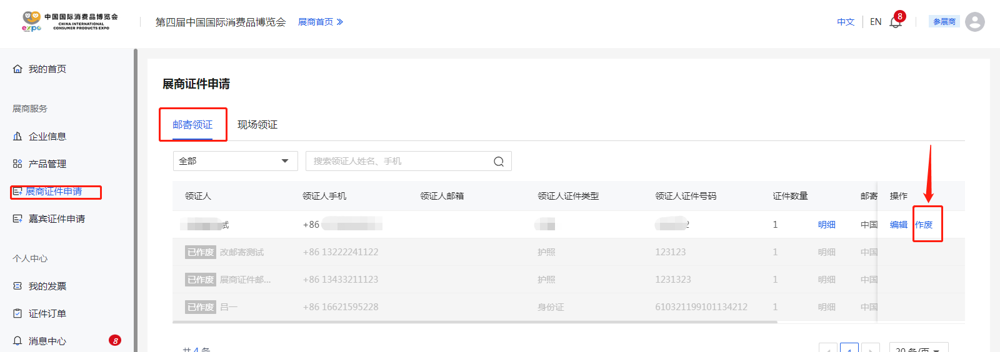 中国国际消费品博览会
CHINA INTERNATIONAL
CONSUMER PRODUCTS EXPO
expo
第四届中国国际消费品博览会 展商首页
中文 EN 8 参展商
我的首页
展商服务
企业信息
产品管理
展商证件申请
嘉宾证件申请
个人中心
我的发票
证件订单
消息中心 8
展商证件申请
邮寄领证 现场领证
全部 搜索领证人姓名、手机
领证人 领证人手机 领证人邮箱 领证人证件类型 领证人证件号码 证件数量 邮寄 操作
试 +86 2 1 明细 中国 编辑 作废
已作废 改邮寄测试 +86 13222241122 护照 123123 1 明细 中国
已作废 展商证件邮... +86 13433211123 护照 1231323 1 明细 中国
已作废 吕一 +86 16621595228 身份证 610321199101134212 1 明细 中国
共 4 条 1 20 条/页